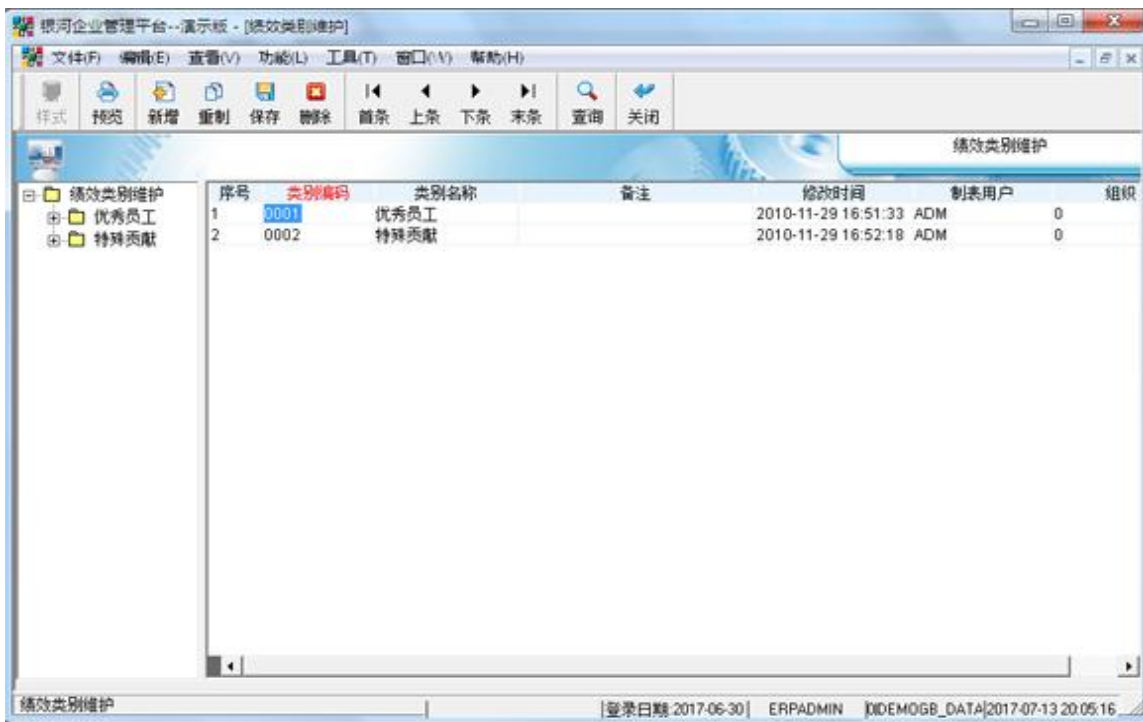 银河企业管理平台--演示版 - [绩效类别维护]
文件(F) 编辑(E) 查看(V) 功能(L) 工具(T) 窗口(W) 帮助(H)
样式 预览 新增 重制 保存 删除 首条 上条 下条 末条 查询 关闭
绩效类别维护
绩效类别维护
优秀员工
特殊贡献
序号 类别编码 类别名称 备注 修改时间 制表用户 组织
1 0001 优秀员工 2010-11-29 16:51:33 ADM 0
2 0002 特殊贡献 2010-11-29 16:52:18 ADM 0
绩效类别维护 登录日期:2017-06-30 ERPADMIN DEMOGB_DATA 2017-07-13 20:05:16